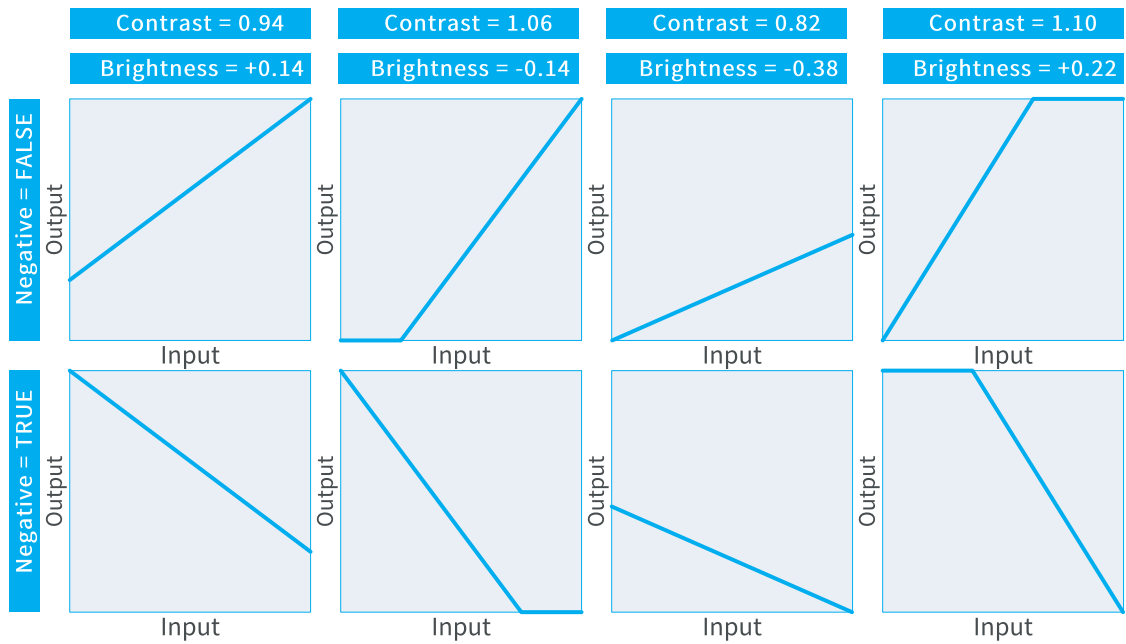 Contrast = 0.94
Contrast = 1.06
Contrast = 0.82
Contrast = 1.10
Brightness = +0.14
Brightness = -0.14
Brightness = -0.38
Brightness = +0.22
Negative = FALSE
Output
Output
Output
Output
Input
Input
Input
Input
Negative = TRUE
Output
Output
Output
Output
Input
Input
Input
Input